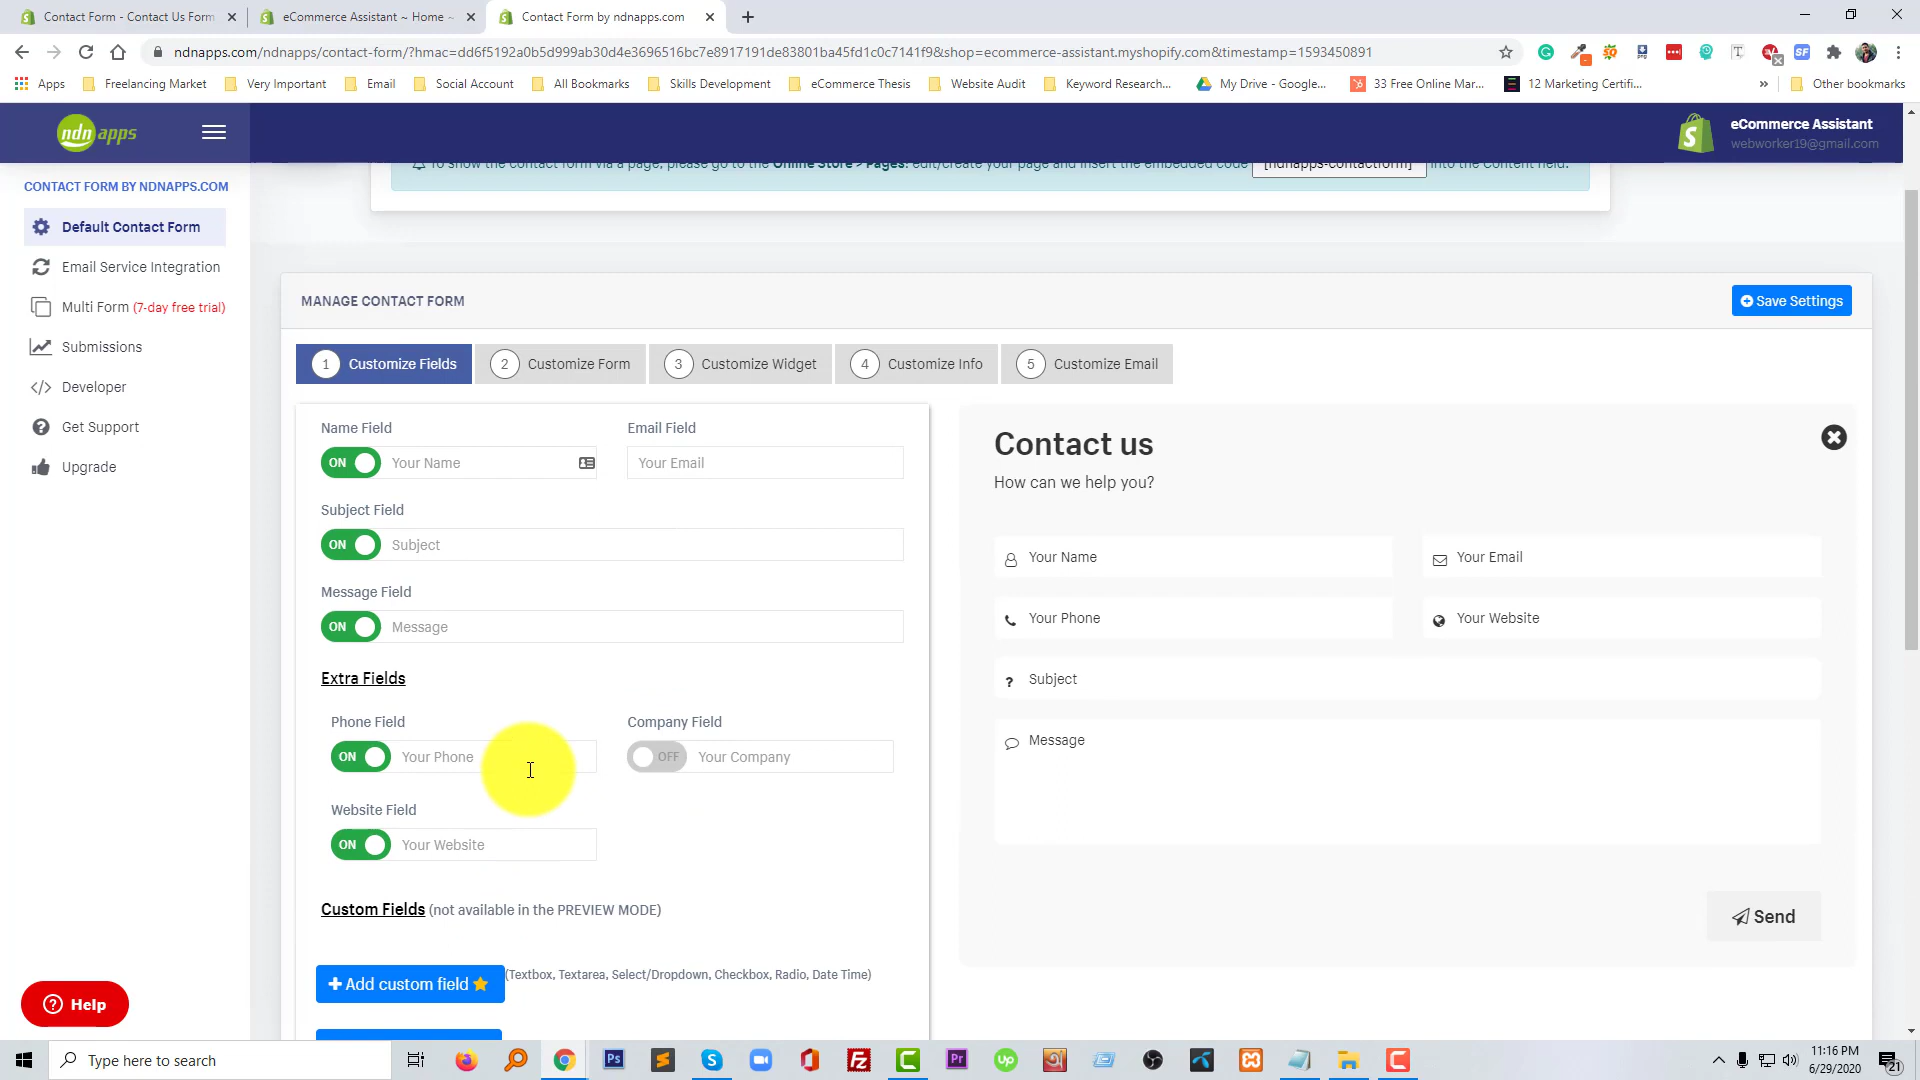 Contact Form - Contact Us Form
eCommerce Assistant ~ Home ~
Contact Form by ndnapps.com
ndnapps.com/ndnapps/contact-form/?hmac=dd6f5192a0b5d999ab30d4e3696516bc7e8917191de83801ba45fd1c0c7141f9&shop=ecommerce-assistant.myshopify.com&timestamp=1593450891
Apps
Freelancing Market
Very Important
Email
Social Account
All Bookmarks
Skills Development
eCommerce Thesis
Website Audit
Keyword Research...
My Drive - Google...
33 Free Online Mar...
12 Marketing Certifi...
»
Other bookmarks
ndn apps
eCommerce Assistant
webworker19@gmail.com
To show the contact form via a page, please go to the Online Store > Pages: edit/create your page and insert the embedded code [ndnapps-contactform] into the Content field.
CONTACT FORM BY NDNAPPS.COM
Default Contact Form
Email Service Integration
Multi Form (7-day free trial)
Submissions
Developer
Get Support
Upgrade
MANAGE CONTACT FORM
Save Settings
1 Customize Fields
2 Customize Form
3 Customize Widget
4 Customize Info
5 Customize Email
Name Field
ON Your Name
Email Field
Your Email
Subject Field
ON Subject
Message Field
ON Message
Extra Fields
Phone Field
ON Your Phone
Company Field
OFF Your Company
Website Field
ON Your Website
Custom Fields (not available in the PREVIEW MODE)
Add custom field
(Textbox, Textarea, Select/Dropdown, Checkbox, Radio, Date Time)
Contact us
How can we help you?
Your Name
Your Email
Your Phone
Your Website
Subject
Message
Send
Help
Type here to search
11:16 PM
6/29/2020
21